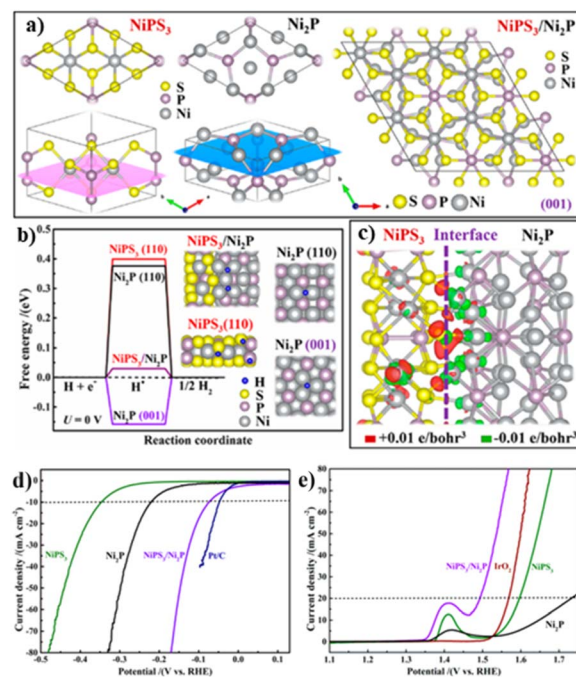 a)
NiPS₃
Ni₂P
NiPS₃/Ni₂P
S
P
Ni
S
P
Ni
S P Ni
(001)
b)
Free energy /(eV)
0.4
0.3
0.2
0.1
0.0
-0.1
NiPS₃ (110)
Ni₂P (110)
NiPS₃/Ni₂P
Ni₂P (001)
H + e⁻
H*
1/2 H₂
U = 0 V
Reaction coordinate
NiPS₃/Ni₂P
NiPS₃(110)
H
S
P
Ni
Ni₂P (110)
Ni₂P (001)
c)
NiPS₃ Interface Ni₂P
+0.01 e/bohr³ -0.01 e/bohr³
d)
Current density /(mA cm⁻²)
0
-10
-20
-30
-40
-50
-60
-70
-80
NiPS₃
Ni₂P
NiPS₃/Ni₂P
Pt/C
-0.5 -0.4 -0.3 -0.2 -0.1 0.0 0.1
Potential /(V vs. RHE)
e)
Current density /(mA cm⁻²)
80
70
60
50
40
30
20
10
0
NiPS₃/Ni₂P
IrO₂
NiPS₃
Ni₂P
1.1 1.2 1.3 1.4 1.5 1.6 1.7
Potential /(V vs. RHE)